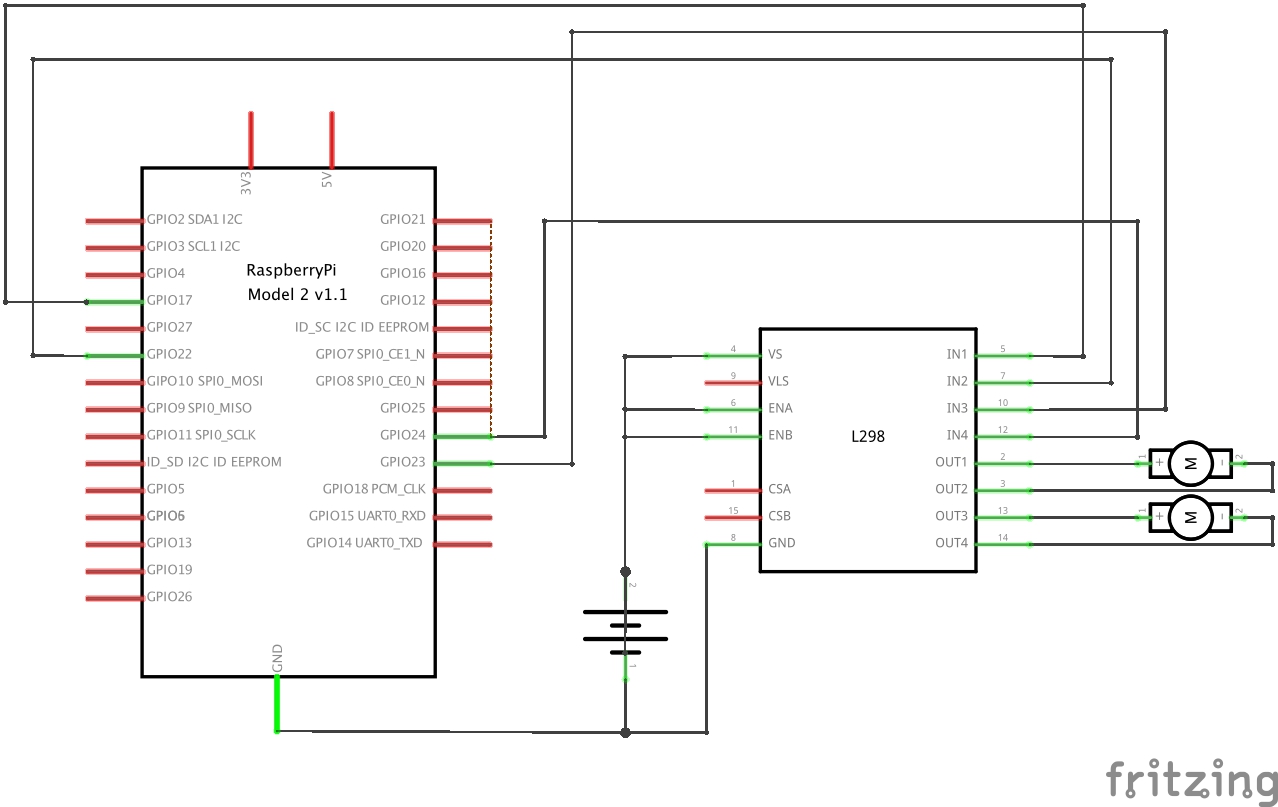 3V3
5V
GPIO2 SDA1 I2C
GPIO3 SCL1 I2C
GPIO4
GPIO17
GPIO27
GPIO22
GIPO10 SPI0_MOSI
GPIO9 SPI0_MISO
GPIO11 SPI0_SCLK
ID_SD I2C ID EEPROM
GPIO5
GPIO6
GPIO13
GPIO19
GPIO26
RaspberryPi
Model 2 v1.1
GPIO21
GPIO20
GPIO16
GPIO12
ID_SC I2C ID EEPROM
GPIO7 SPI0_CE1_N
GPIO8 SPI0_CE0_N
GPIO25
GPIO24
GPIO23
GPIO18 PCM_CLK
GPIO15 UART0_RXD
GPIO14 UART0_TXD
GND
2
1
4 VS
9 VLS
6 ENA
11 ENB
1 CSA
15 CSB
8 GND
L298
IN1 5
IN2 7
IN3 10
IN4 12
OUT1 2
OUT2 3
OUT3 13
OUT4 14
1 + M - 2
1 + M - 2
fritzing